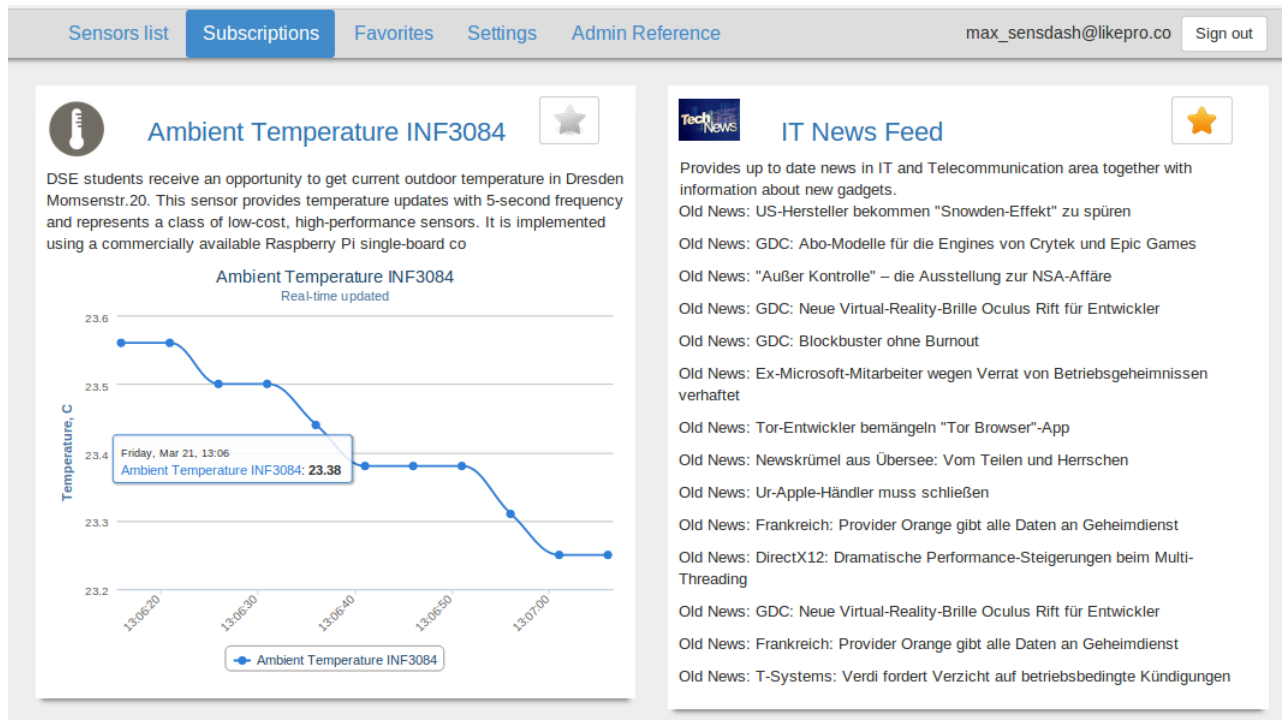 Sensors list Subscriptions Favorites Settings Admin Reference max_sensdash@likepro.co Sign out
Ambient Temperature INF3084
DSE students receive an opportunity to get current outdoor temperature in Dresden
Momsenstr.20. This sensor provides temperature updates with 5-second frequency
and represents a class of low-cost, high-performance sensors. It is implemented
using a commercially available Raspberry Pi single-board co
Ambient Temperature INF3084
Real-time updated
Temperature, C
23.6
23.5
23.4
23.3
23.2
Friday, Mar 21, 13:06
Ambient Temperature INF3084: 23.38
13:06:20 13:06:30 13:06:40 13:06:50 13:07:00
Ambient Temperature INF3084
Tech News
IT News Feed
Provides up to date news in IT and Telecommunication area together with
information about new gadgets.
Old News: US-Hersteller bekommen "Snowden-Effekt" zu spüren
Old News: GDC: Abo-Modelle für die Engines von Crytek und Epic Games
Old News: "Außer Kontrolle" – die Ausstellung zur NSA-Affäre
Old News: GDC: Neue Virtual-Reality-Brille Oculus Rift für Entwickler
Old News: GDC: Blockbuster ohne Burnout
Old News: Ex-Microsoft-Mitarbeiter wegen Verrat von Betriebsgeheimnissen
verhaftet
Old News: Tor-Entwickler bemängeln "Tor Browser"-App
Old News: Newskrümel aus Übersee: Vom Teilen und Herrschen
Old News: Ur-Apple-Händler muss schließen
Old News: Frankreich: Provider Orange gibt alle Daten an Geheimdienst
Old News: DirectX12: Dramatische Performance-Steigerungen beim Multi-
Threading
Old News: GDC: Neue Virtual-Reality-Brille Oculus Rift für Entwickler
Old News: Frankreich: Provider Orange gibt alle Daten an Geheimdienst
Old News: T-Systems: Verdi fordert Verzicht auf betriebsbedingte Kündigungen